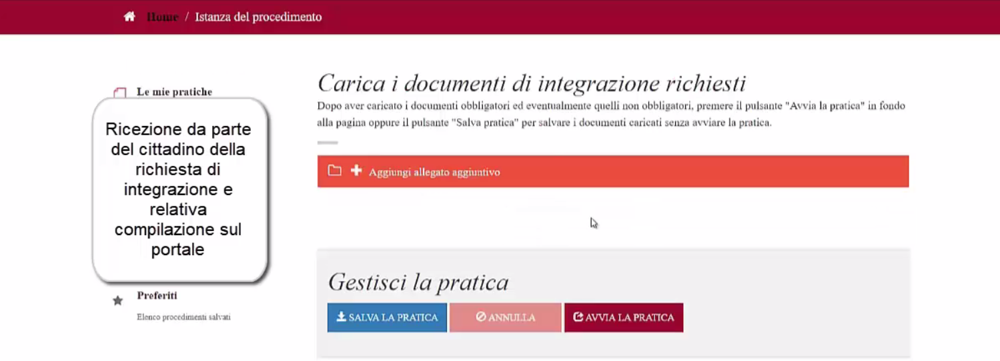 Home / Istanza del procedimento
Le mie pratiche
Ricezione da parte
del cittadino della
richiesta di
integrazione e
relativa
compilazione sul
portale
Preferiti
Elenco procedimenti salvati
Carica i documenti di integrazione richiesti
Dopo aver caricato i documenti obbligatori ed eventualmente quelli non obbligatori, premere il pulsante "Avvia la pratica" in fondo
alla pagina oppure il pulsante "Salva pratica" per salvare i documenti caricati senza avviare la pratica.
Aggiungi allegato aggiuntivo
Gestisci la pratica
SALVA LA PRATICA ANNULLA AVVIA LA PRATICA